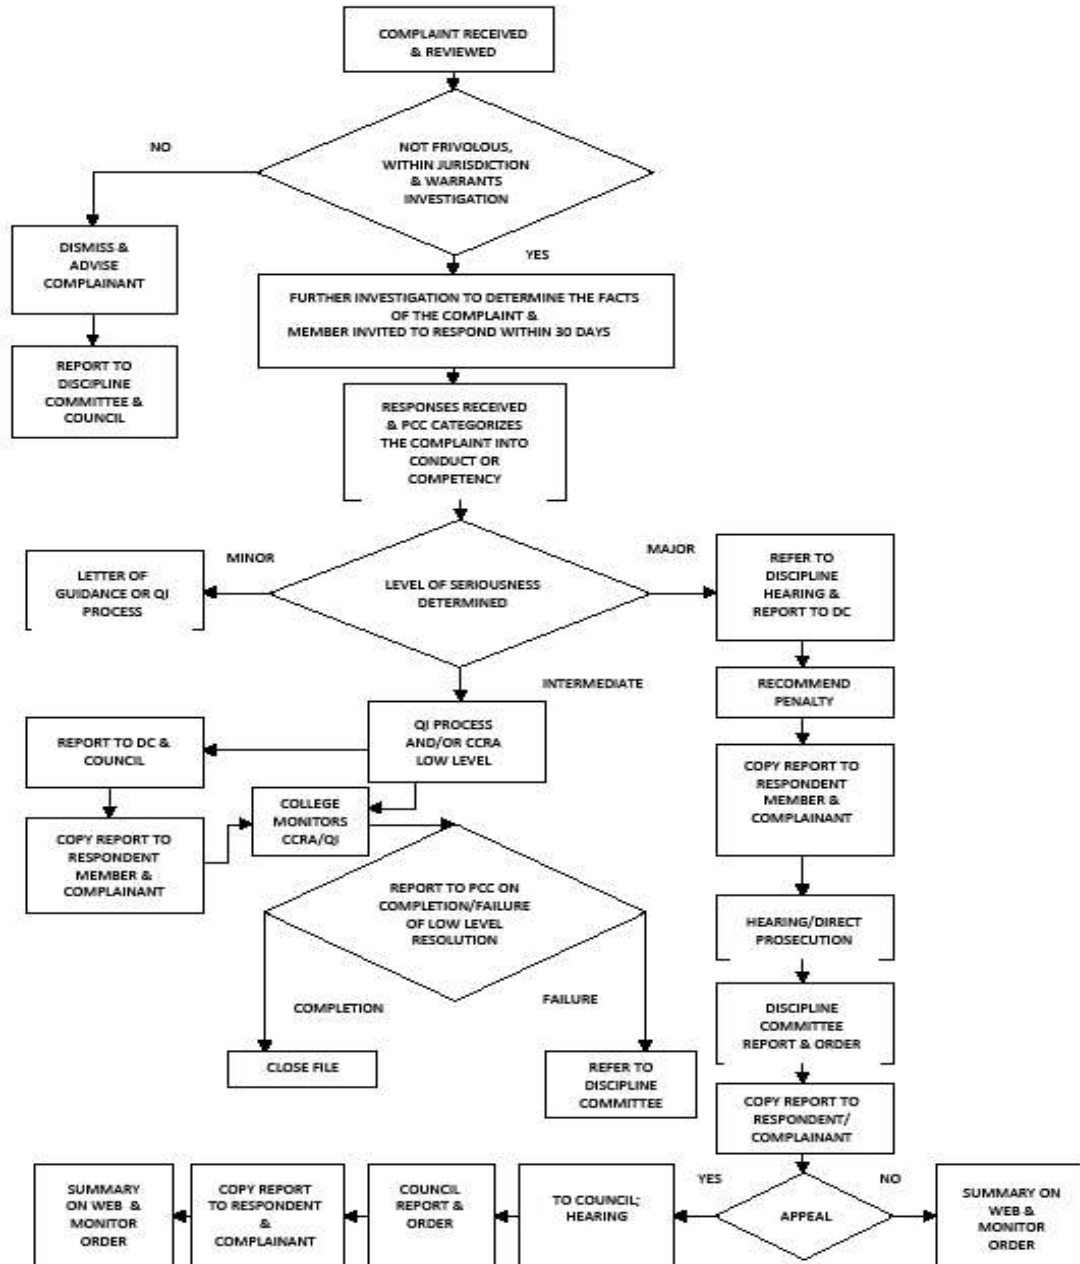 COMPLAINT RECEIVED
& REVIEWED
NOT FRIVOLOUS,
WITHIN JURISDICTION
& WARRANTS
INVESTIGATION
NO
YES
DISMISS &
ADVISE
COMPLAINANT
REPORT TO
DISCIPLINE
COMMITTEE &
COUNCIL
FURTHER INVESTIGATION TO DETERMINE THE FACTS
OF THE COMPLAINT &
MEMBER INVITED TO RESPOND WITHIN 30 DAYS
RESPONSES RECEIVED
& PCC CATEGORIZES
THE COMPLAINT INTO
CONDUCT OR
COMPETENCY
LEVEL OF SERIOUSNESS
DETERMINED
MINOR
LETTER OF
GUIDANCE OR QI
PROCESS
MAJOR
REFER TO
DISCIPLINE
HEARING &
REPORT TO DC
INTERMEDIATE
QI PROCESS
AND/OR CCRA
LOW LEVEL
REPORT TO DC &
COUNCIL
COPY REPORT TO
RESPONDENT
MEMBER &
COMPLAINANT
COLLEGE
MONITORS
CCRA/QI
REPORT TO PCC ON
COMPLETION/FAILURE
OF LOW LEVEL
RESOLUTION
COMPLETION
CLOSE FILE
FAILURE
REFER TO
DISCIPLINE
COMMITTEE
RECOMMEND
PENALTY
COPY REPORT TO
RESPONDENT
MEMBER &
COMPLAINANT
HEARING/DIRECT
PROSECUTION
DISCIPLINE
COMMITTEE
REPORT & ORDER
COPY REPORT TO
RESPONDENT/
COMPLAINANT
APPEAL
YES
TO COUNCIL;
HEARING
COUNCIL
REPORT &
ORDER
COPY REPORT
TO RESPONDENT
&
COMPLAINANT
SUMMARY
ON WEB &
MONITOR
ORDER
NO
SUMMARY ON
WEB &
MONITOR
ORDER